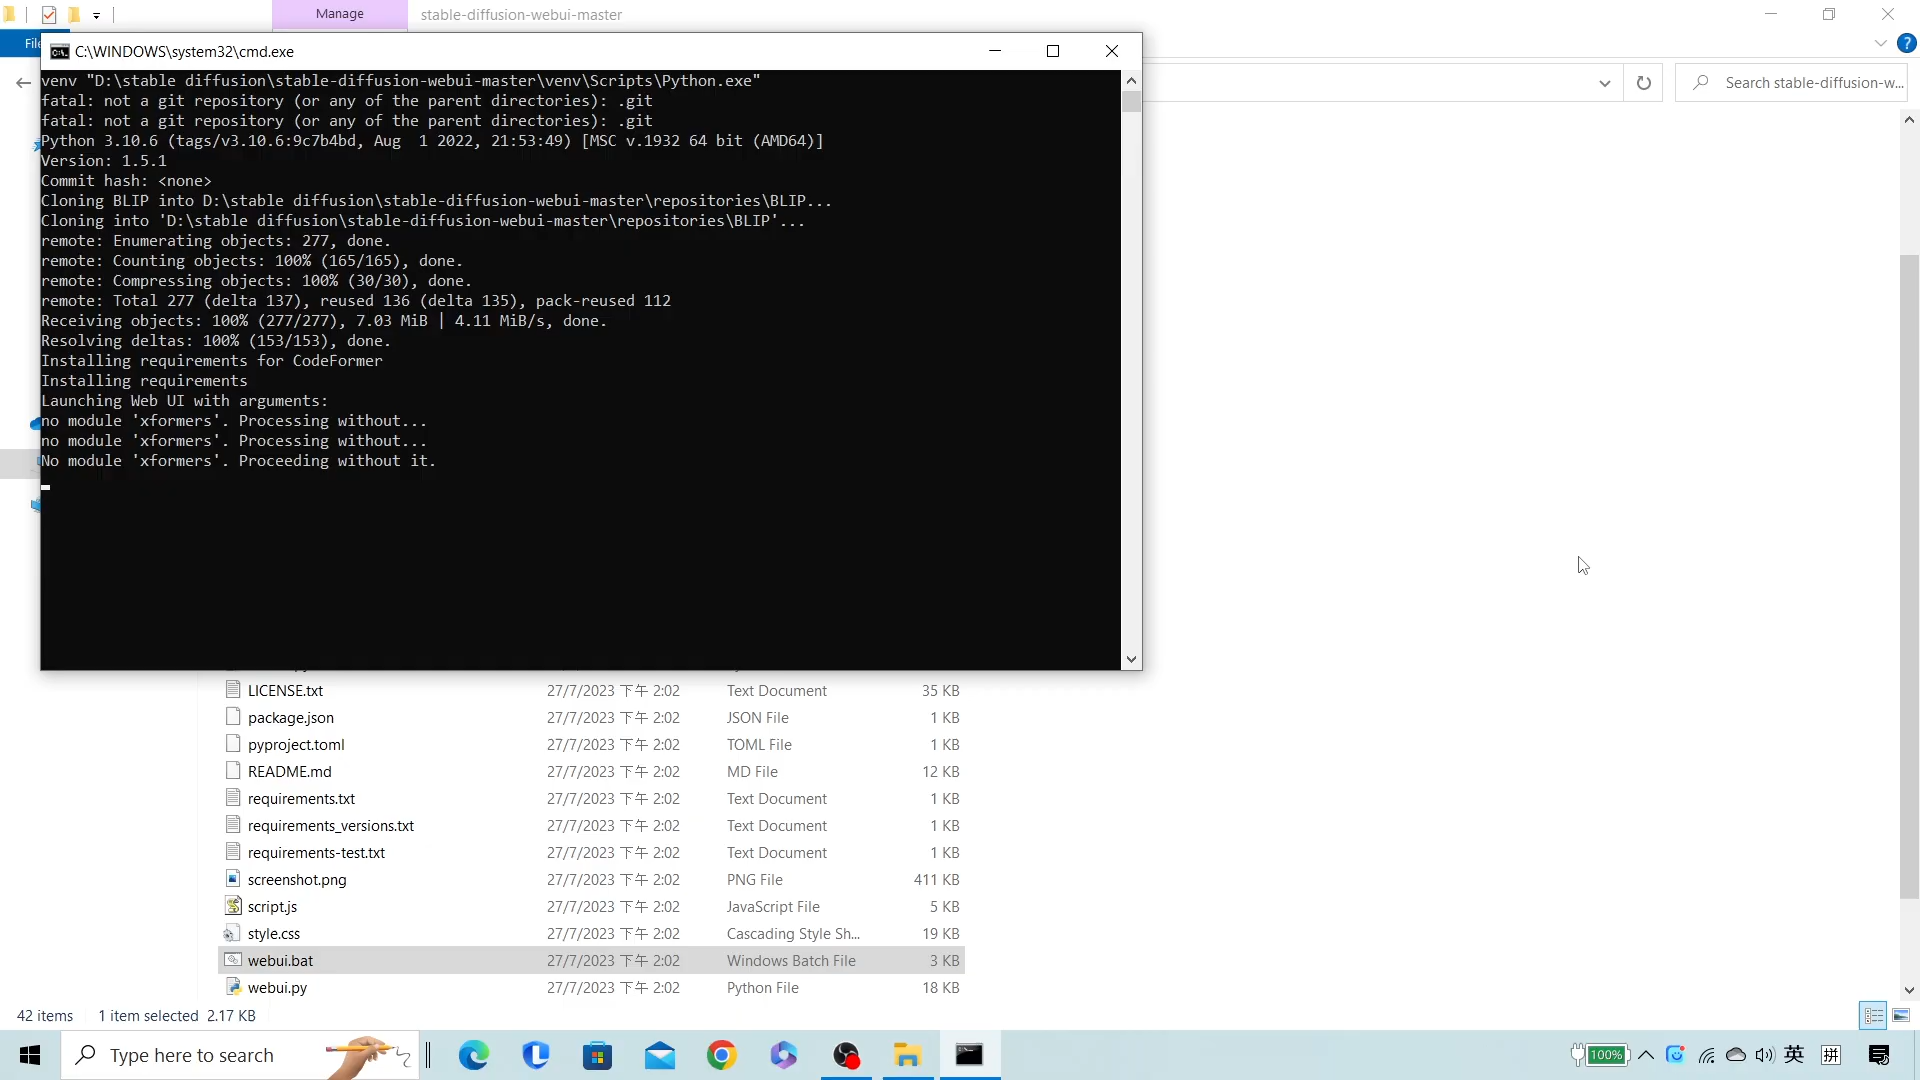 Manage
stable-diffusion-webui-master
File
C:\WINDOWS\system32\cmd.exe
venv "D:\stable diffusion\stable-diffusion-webui-master\venv\Scripts\Python.exe"
fatal: not a git repository (or any of the parent directories): .git
fatal: not a git repository (or any of the parent directories): .git
Python 3.10.6 (tags/v3.10.6:9c7b4bd, Aug  1 2022, 21:53:49) [MSC v.1932 64 bit (AMD64)]
Version: 1.5.1
Commit hash: <none>
Cloning BLIP into D:\stable diffusion\stable-diffusion-webui-master\repositories\BLIP...
Cloning into 'D:\stable diffusion\stable-diffusion-webui-master\repositories\BLIP'...
remote: Enumerating objects: 277, done.
remote: Counting objects: 100% (165/165), done.
remote: Compressing objects: 100% (30/30), done.
remote: Total 277 (delta 137), reused 136 (delta 135), pack-reused 112
Receiving objects: 100% (277/277), 7.03 MiB | 4.11 MiB/s, done.
Resolving deltas: 100% (153/153), done.
Installing requirements for CodeFormer
Installing requirements
Launching Web UI with arguments:
no module 'xformers'. Processing without...
no module 'xformers'. Processing without...
No module 'xformers'. Proceeding without it.
Search stable-diffusion-w...
LICENSE.txt 27/7/2023 下午 2:02 Text Document 35 KB
package.json 27/7/2023 下午 2:02 JSON File 1 KB
pyproject.toml 27/7/2023 下午 2:02 TOML File 1 KB
README.md 27/7/2023 下午 2:02 MD File 12 KB
requirements.txt 27/7/2023 下午 2:02 Text Document 1 KB
requirements_versions.txt 27/7/2023 下午 2:02 Text Document 1 KB
requirements-test.txt 27/7/2023 下午 2:02 Text Document 1 KB
screenshot.png 27/7/2023 下午 2:02 PNG File 411 KB
script.js 27/7/2023 下午 2:02 JavaScript File 5 KB
style.css 27/7/2023 下午 2:02 Cascading Style Sh... 19 KB
webui.bat 27/7/2023 下午 2:02 Windows Batch File 3 KB
webui.py 27/7/2023 下午 2:02 Python File 18 KB
42 items 1 item selected 2.17 KB
Type here to search
100% 英 拼